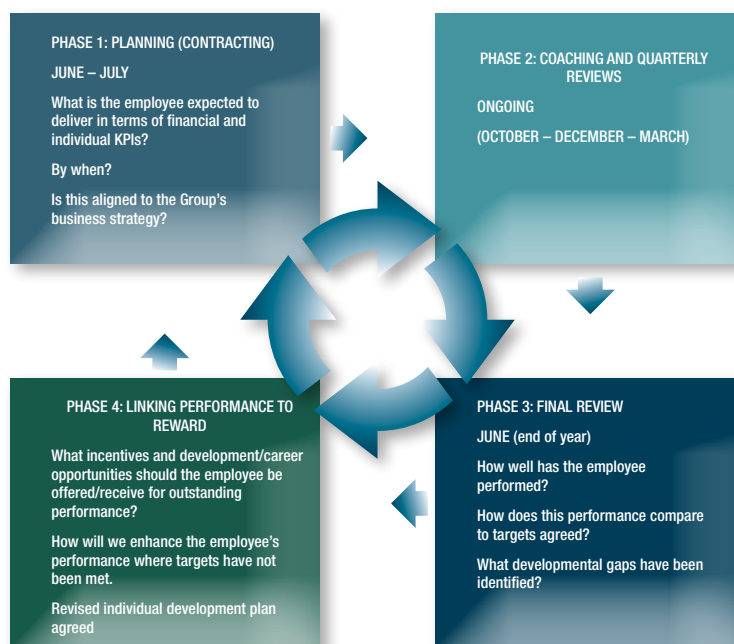 PHASE 1: PLANNING (CONTRACTING)
JUNE – JULY
What is the employee expected to
deliver in terms of financial and
individual KPIs?
By when?
Is this aligned to the Group's
business strategy?
PHASE 2: COACHING AND QUARTERLY
REVIEWS
ONGOING
(OCTOBER – DECEMBER – MARCH)
PHASE 4: LINKING PERFORMANCE TO
REWARD
What incentives and development/career
opportunities should the employee be
offered/receive for outstanding
performance?
How will we enhance the employee's
performance where targets have not
been met.
Revised individual development plan
agreed
PHASE 3: FINAL REVIEW
JUNE (end of year)
How well has the employee
performed?
How does this performance compare
to targets agreed?
What developmental gaps have been
identified?